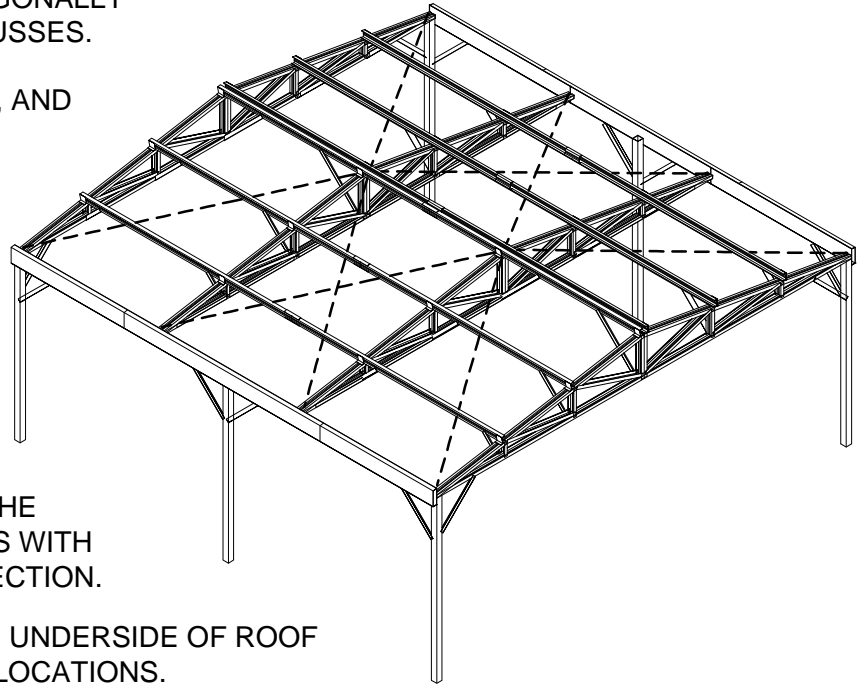 USSES.
, AND
HE
S WITH
ECTION.
UNDERSIDE OF ROOF
LOCATIONS.